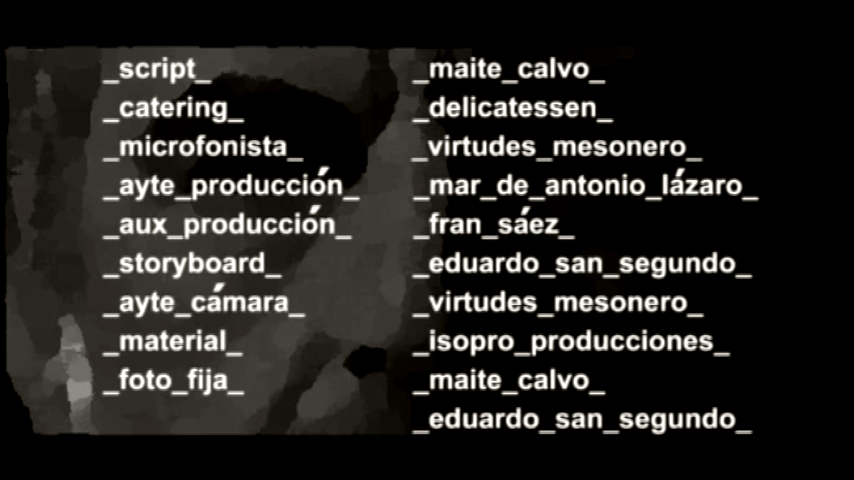 _script_ _maite_calvo_
_catering_ _delicatessen_
_microfonista_ _virtudes_mesonero_
_ayte_producción_ _mar_de_antonio_lázaro_
_aux_producción_ _fran_sáez_
_storyboard_ _eduardo_san_segundo_
_ayte_cámara_ _virtudes_mesonero_
_material_ _isopro_producciones_
_foto_fija_ _maite_calvo_
_eduardo_san_segundo_